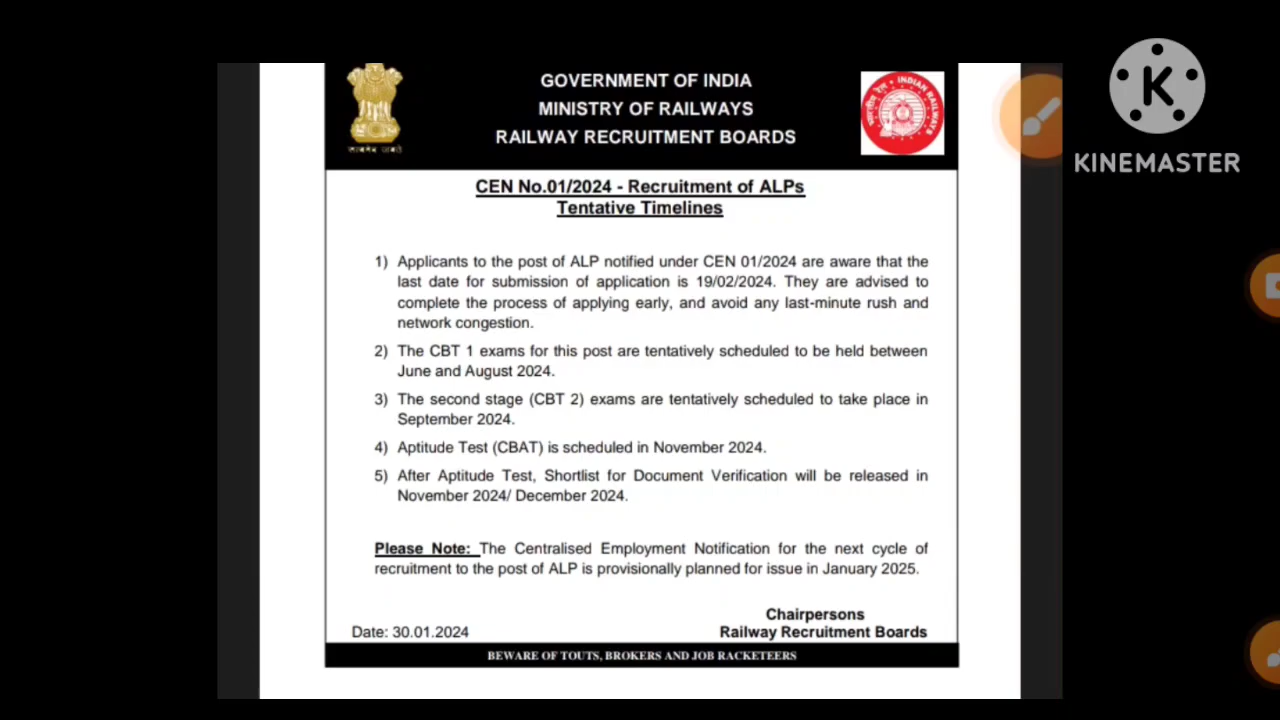 GOVERNMENT OF INDIA
MINISTRY OF RAILWAYS
RAILWAY RECRUITMENT BOARDS
INDIAN RAILWAYS
भारतीय रेल
KINEMASTER
CEN No.01/2024 - Recruitment of ALPs
Tentative Timelines
1) Applicants to the post of ALP notified under CEN 01/2024 are aware that the
last date for submission of application is 19/02/2024. They are advised to
complete the process of applying early, and avoid any last-minute rush and
network congestion.
2) The CBT 1 exams for this post are tentatively scheduled to be held between
June and August 2024.
3) The second stage (CBT 2) exams are tentatively scheduled to take place in
September 2024.
4) Aptitude Test (CBAT) is scheduled in November 2024.
5) After Aptitude Test, Shortlist for Document Verification will be released in
November 2024/ December 2024.
Please Note: The Centralised Employment Notification for the next cycle of
recruitment to the post of ALP is provisionally planned for issue in January 2025.
Chairpersons
Date: 30.01.2024 Railway Recruitment Boards
BEWARE OF TOUTS, BROKERS AND JOB RACKETEERS